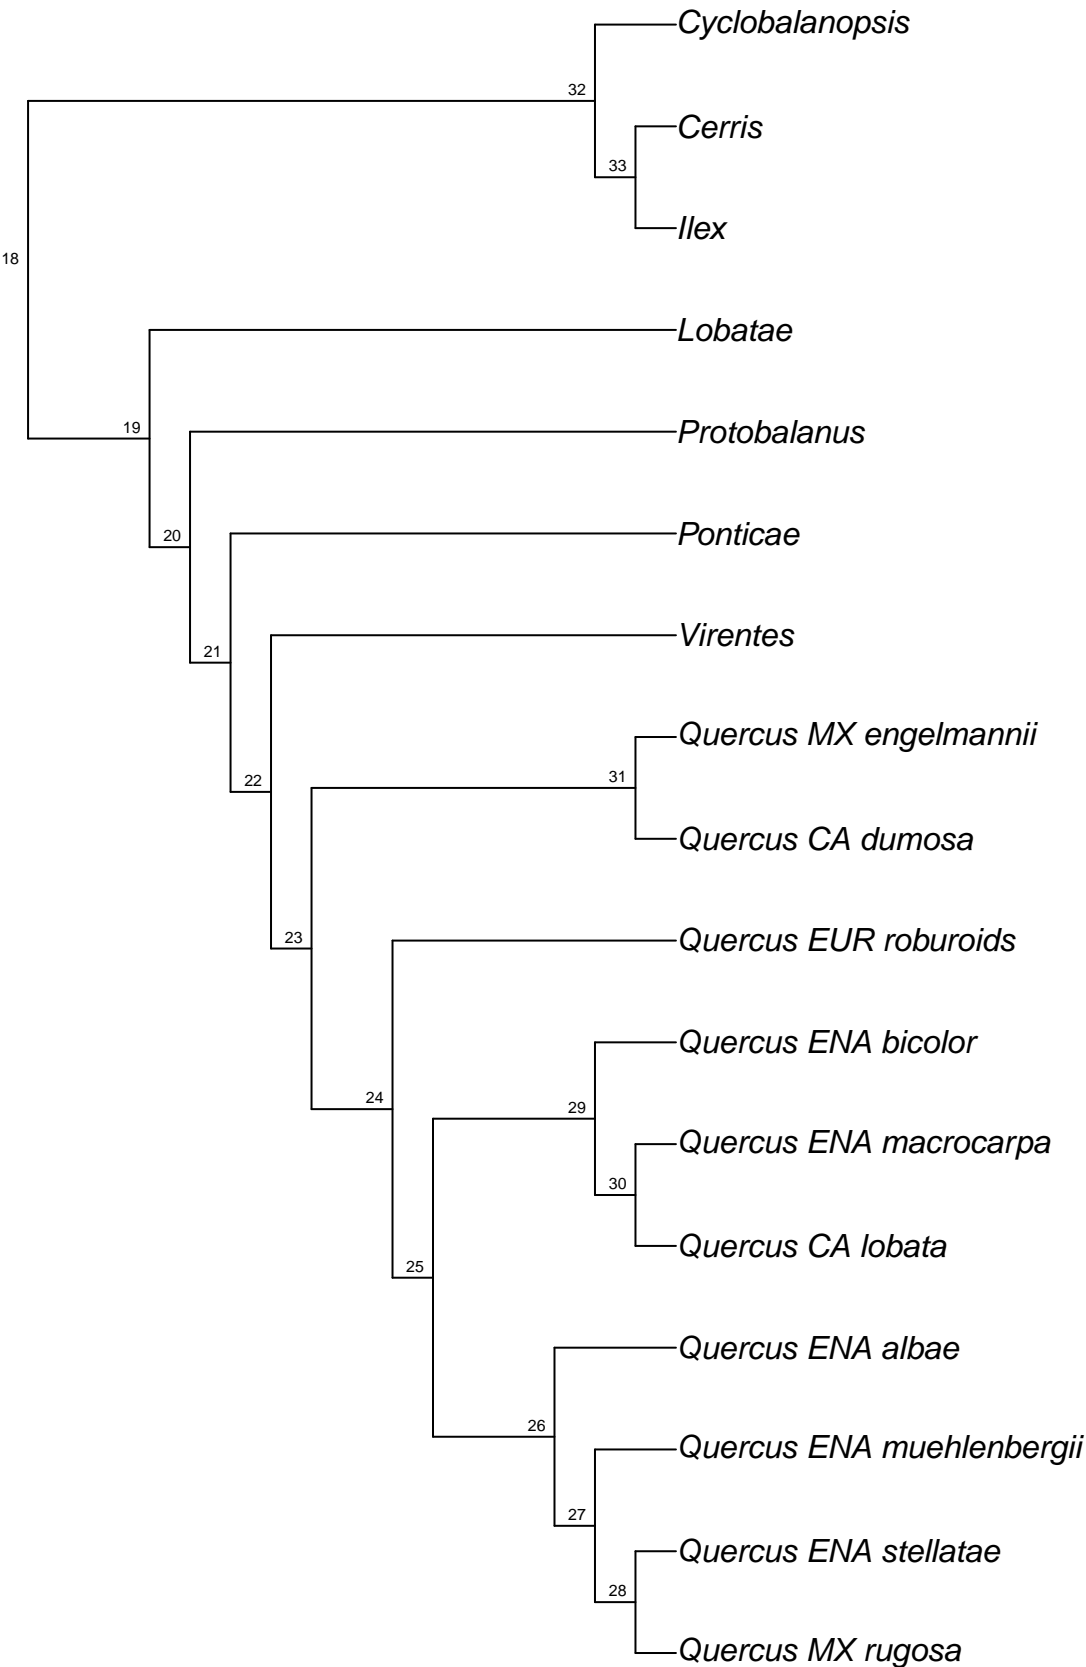 Cyclobalanopsis
32
Cerris
33
Ilex
18
Lobatae
19
Protobalanus
20
Ponticae
21
Virentes
Quercus MX engelmannii
31
22
Quercus CA dumosa
23
Quercus EUR roburoids
Quercus ENA bicolor
24
29
Quercus ENA macrocarpa
30
Quercus CA lobata
25
Quercus ENA albae
26
Quercus ENA muehlenbergii
27
Quercus ENA stellatae
28
Quercus MX rugosa